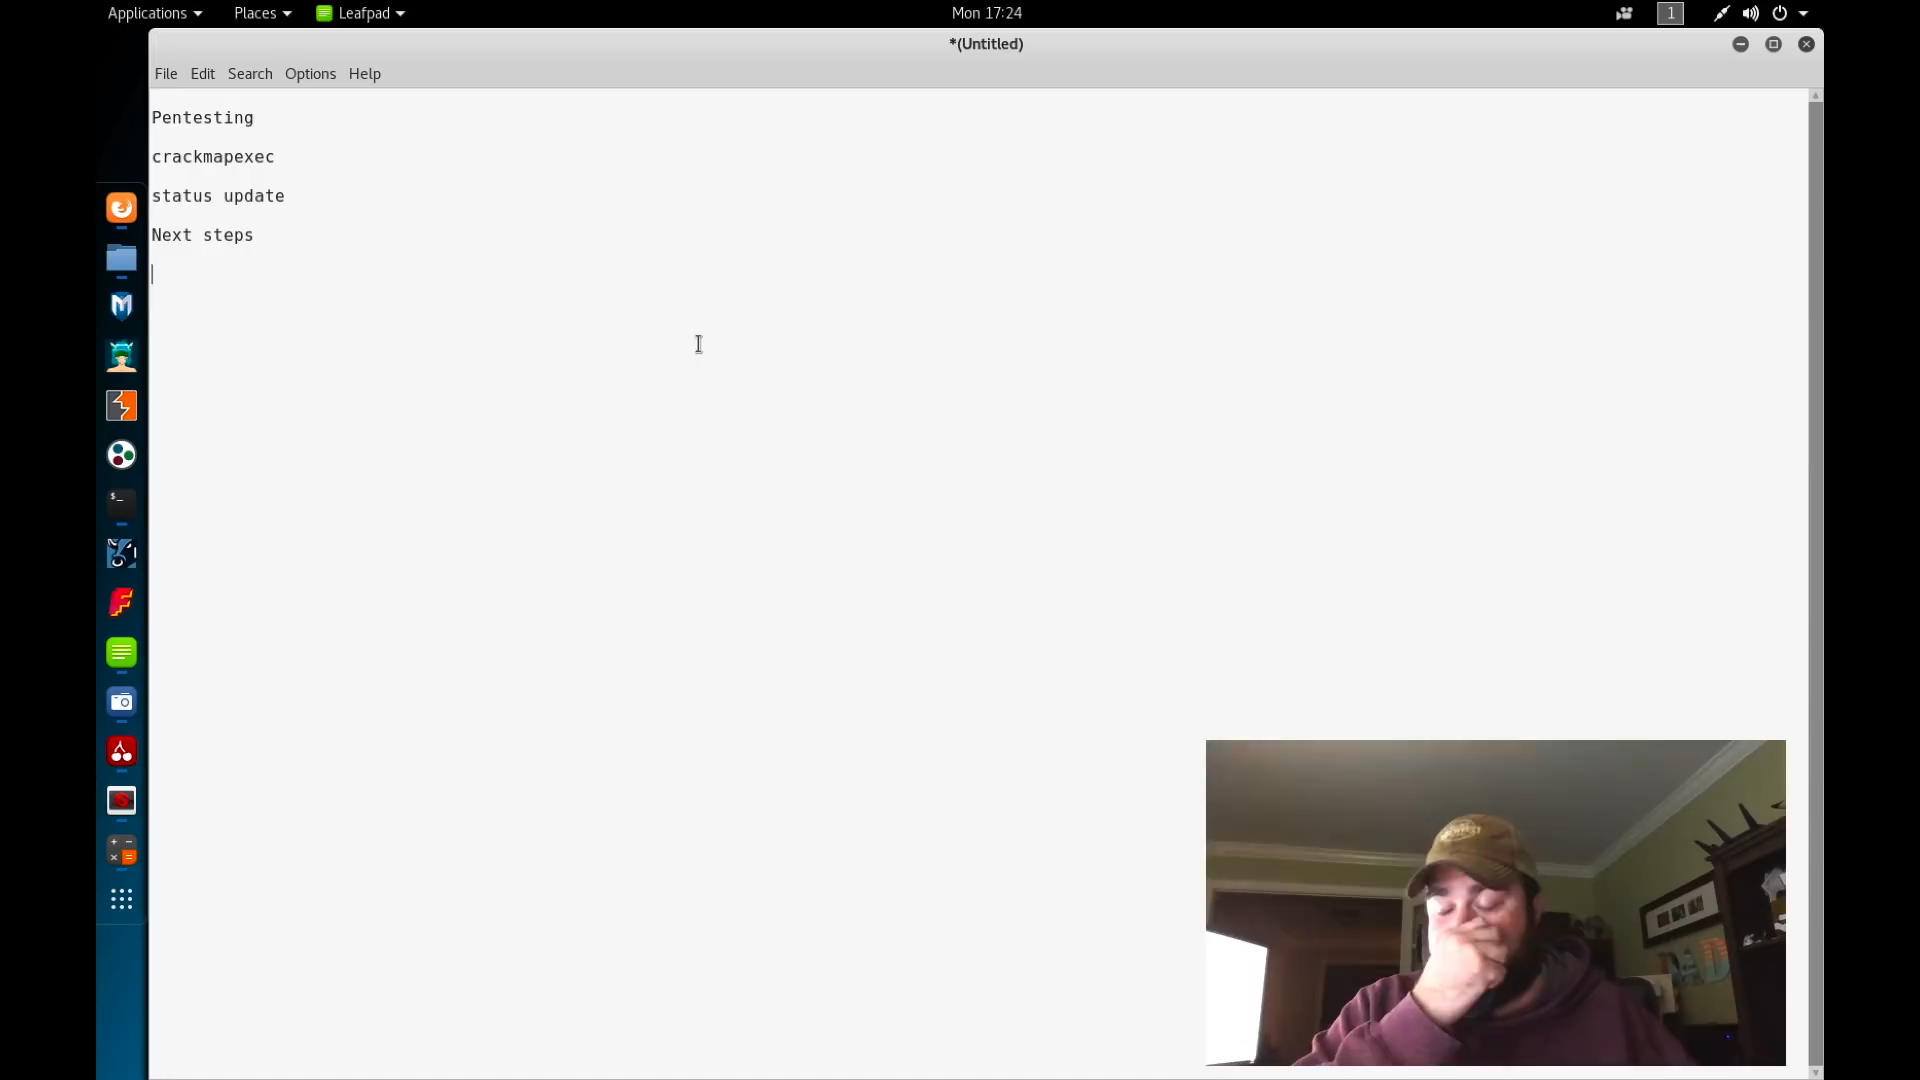 Applications Places Leafpad Mon 17:24 1
*(Untitled)
File Edit Search Options Help
Pentesting
crackmapexec
status update
Next steps